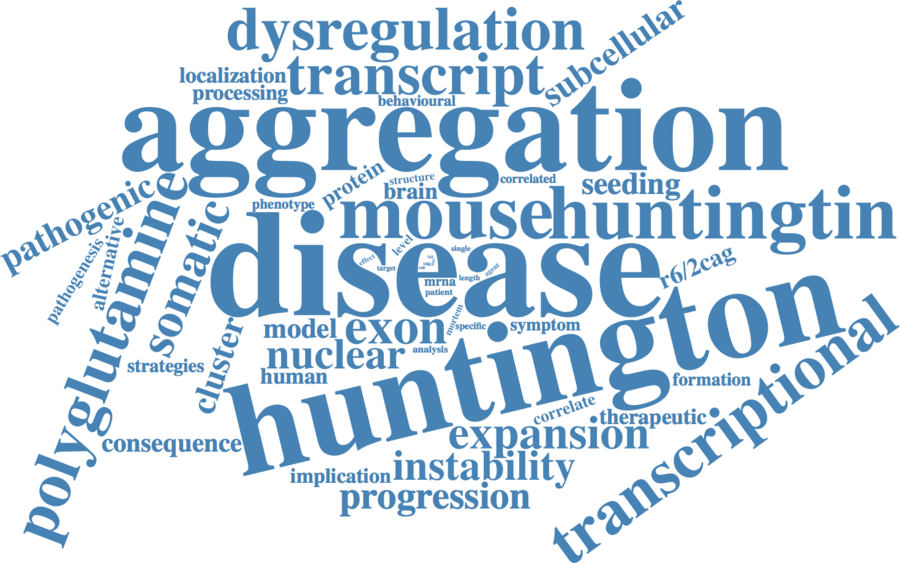 dysregulation
subcellular
localization
transcript
processing
behavioural
aggregation
structure
correlated
seeding
protein
brain
pathogenic
phenotype
mouse
huntingtin
polyglutamine
somatic
alternative
pathogenesis
disease
level
single
effect
target
mrna
length
agent
patient
r6/2cag
mortem
specific
symptom
model
exon
nuclear
analysis
cluster
strategies
human
huntington
formation
transcriptional
correlate
therapeutic
consequence
expansion
implication
instability
progression